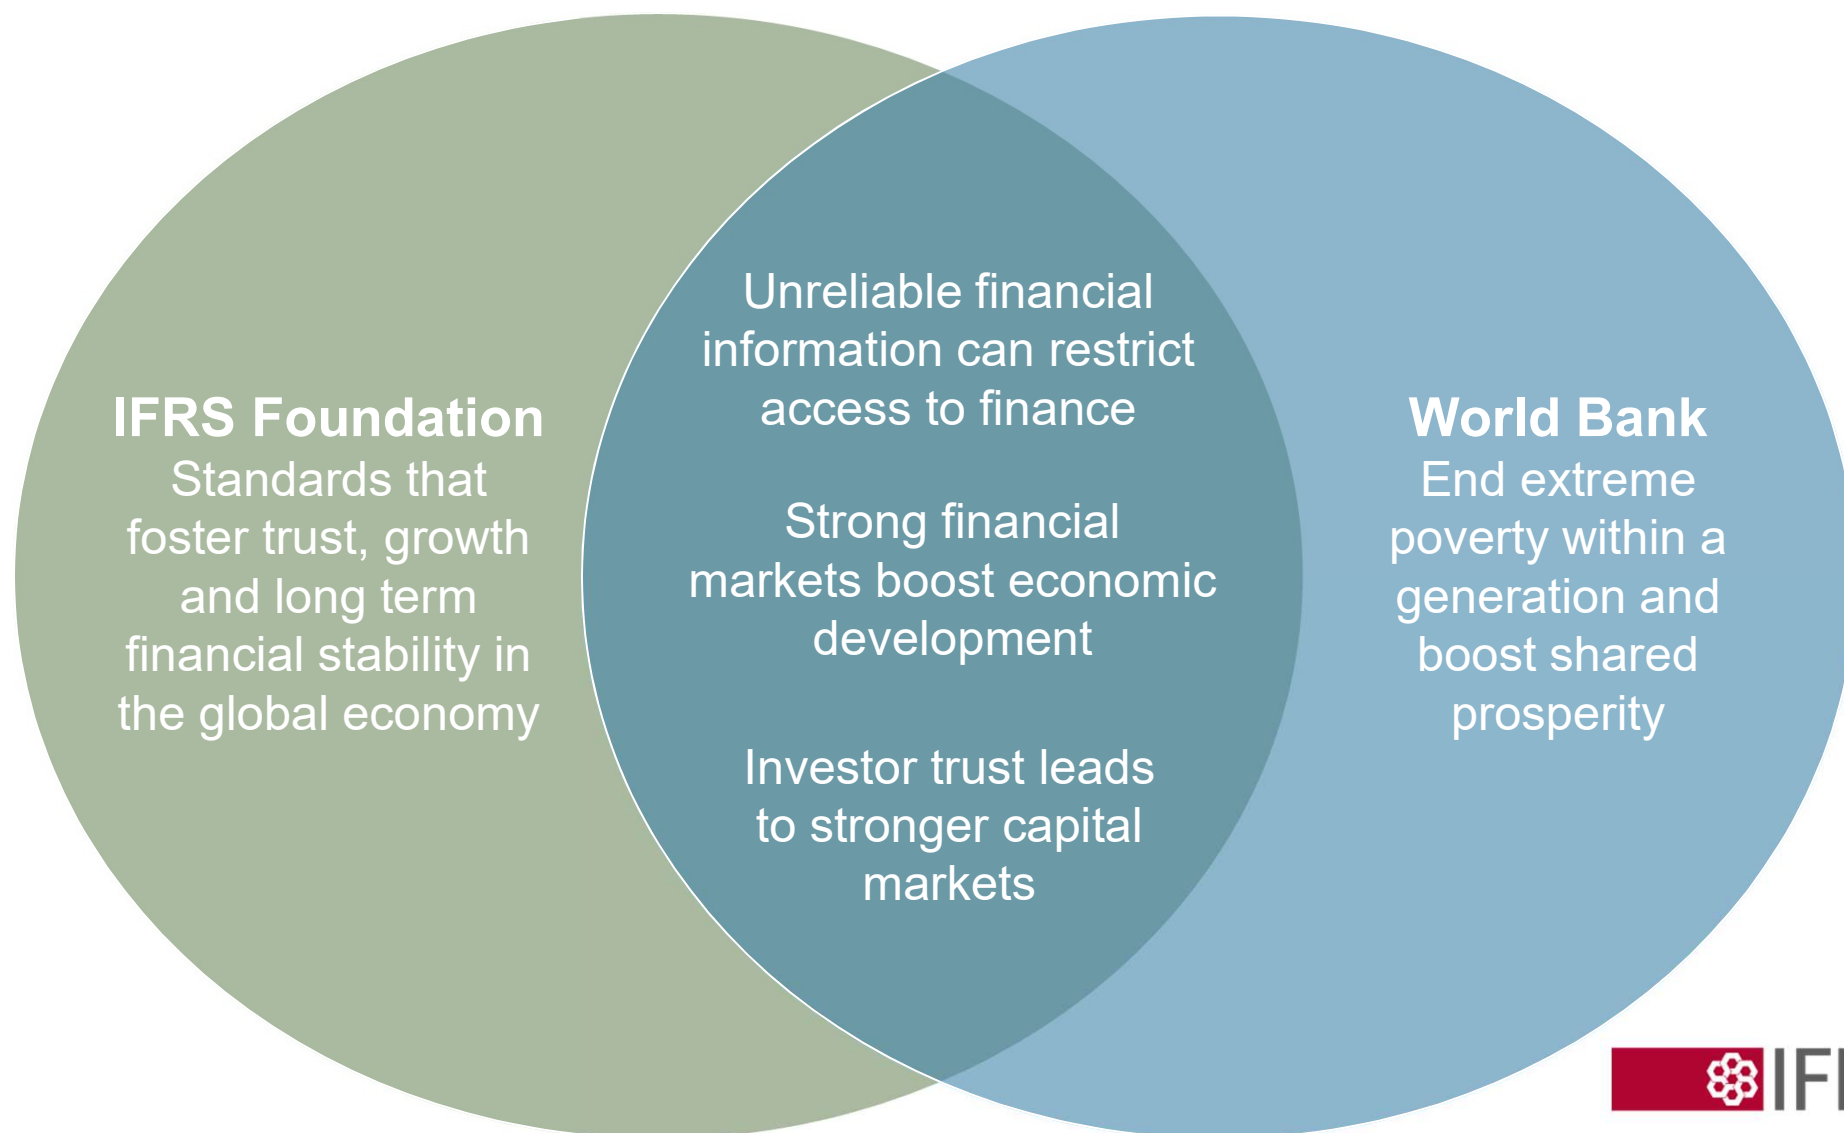 IFRS Foundation
Standards that
foster trust, growth
and long term
financial stability in
the global economy
Unreliable financial
information can restrict
access to finance
Strong financial
markets boost economic
development
Investor trust leads
to stronger capital
markets
World Bank
End extreme
poverty within a
generation and
boost shared
prosperity